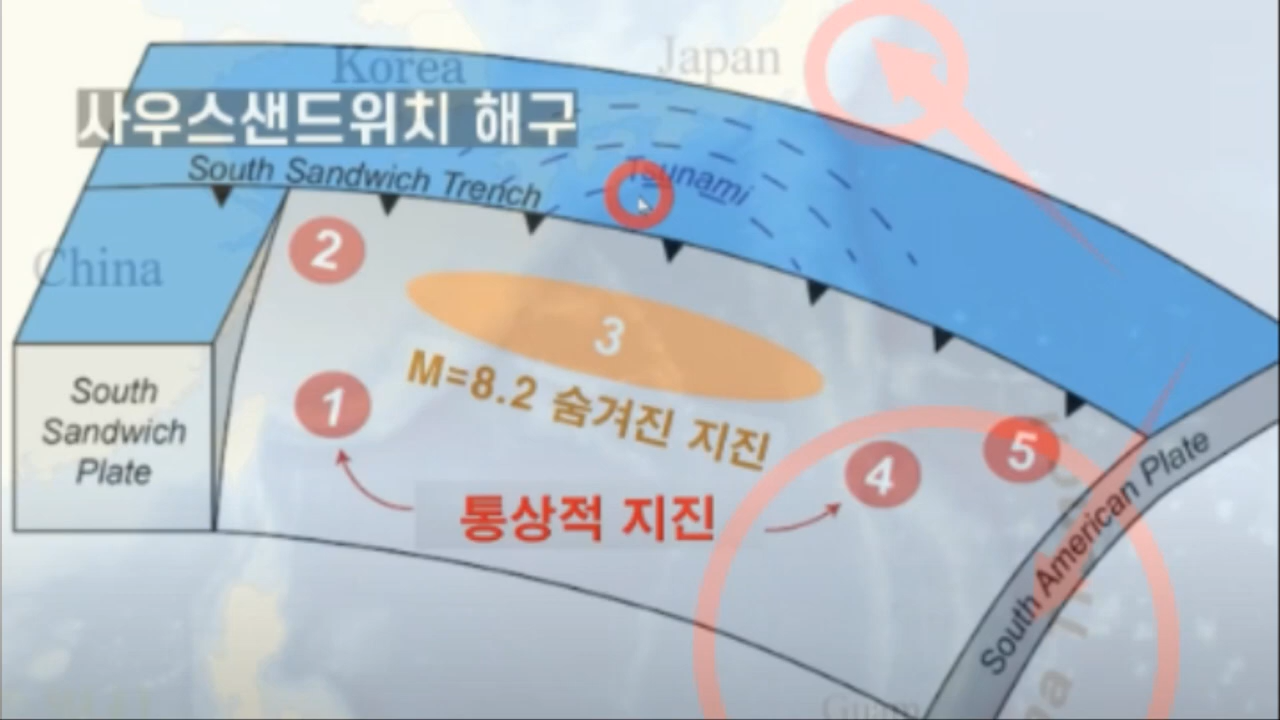 Korea
Japan
사우스샌드위치 해구
South Sandwich Trench
Tsunami
China
2
3
M=8.2 숨겨진 지진
1
South
Sandwich
Plate
4
5
통상적 지진
South American Plate
Guam